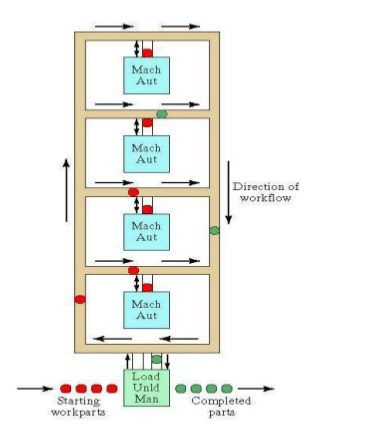 Mach
Aut
Mach
Aut
Direction of
workflow
Mach
Aut
Mach
Aut
Load
Unld
Man
Starting
workparts
Completed
parts